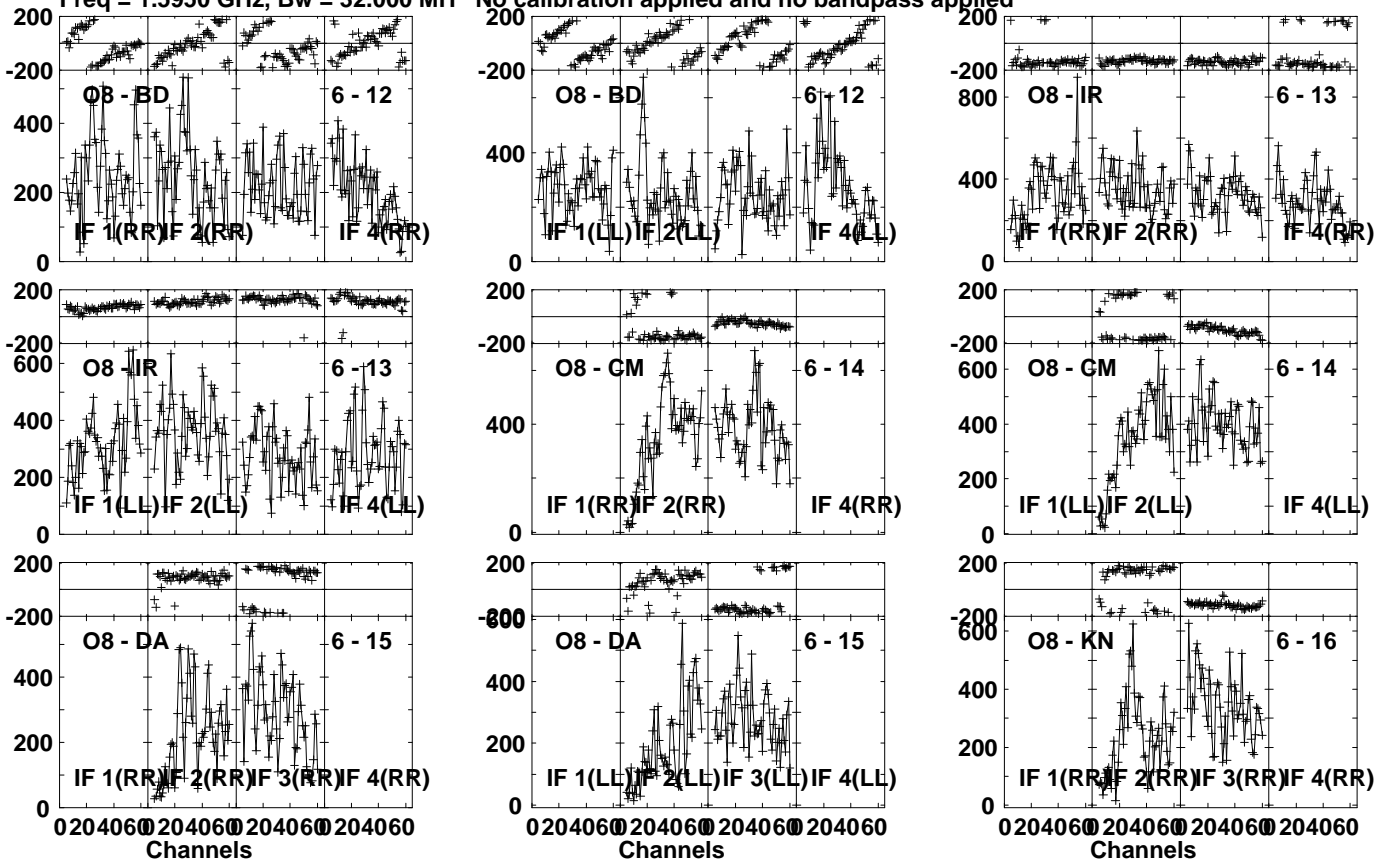 Freq = 1.5950 GHz, Bw = 32.000 MH No calibration applied and no bandpass applied
200
-200
O8 - BD 6 - 12
400
200
0
IF 1(RR) IF 2(RR) IF 4(RR)
O8 - BD 6 - 12
400
0
IF 1(LL) IF 2(LL) IF 4(LL)
200
-200
O8 - IR 6 - 13
800
400
0
IF 1(RR) IF 2(RR) IF 4(RR)
200
-200
O8 - IR 6 - 13
600
400
200
0
IF 1(LL) IF 2(LL) IF 4(LL)
O8 - CM 6 - 14
400
0
IF 1(RR) IF 2(RR) IF 4(RR)
200
-200
O8 - CM 6 - 14
600
400
200
0
IF 1(LL) IF 2(LL) IF 4(LL)
200
-200
O8 - DA 6 - 15
400
200
0
IF 1(RR) IF 2(RR) IF 3(RR) IF 4(RR)
0 20 40 60 0 20 40 60 0 20 40 60 0 20 40 60
Channels
O8 - DA 6 - 15
-200
600
400
200
0
IF 1(LL) IF 2(LL) IF 3(LL) IF 4(LL)
0 20 40 60 0 20 40 60 0 20 40 60 0 20 40 60
Channels
200
-200
O8 - KN 6 - 16
600
400
200
0
IF 1(RR) IF 2(RR) IF 3(RR) IF 4(RR)
0 20 40 60 0 20 40 60 0 20 40 60 0 20 40 60
Channels